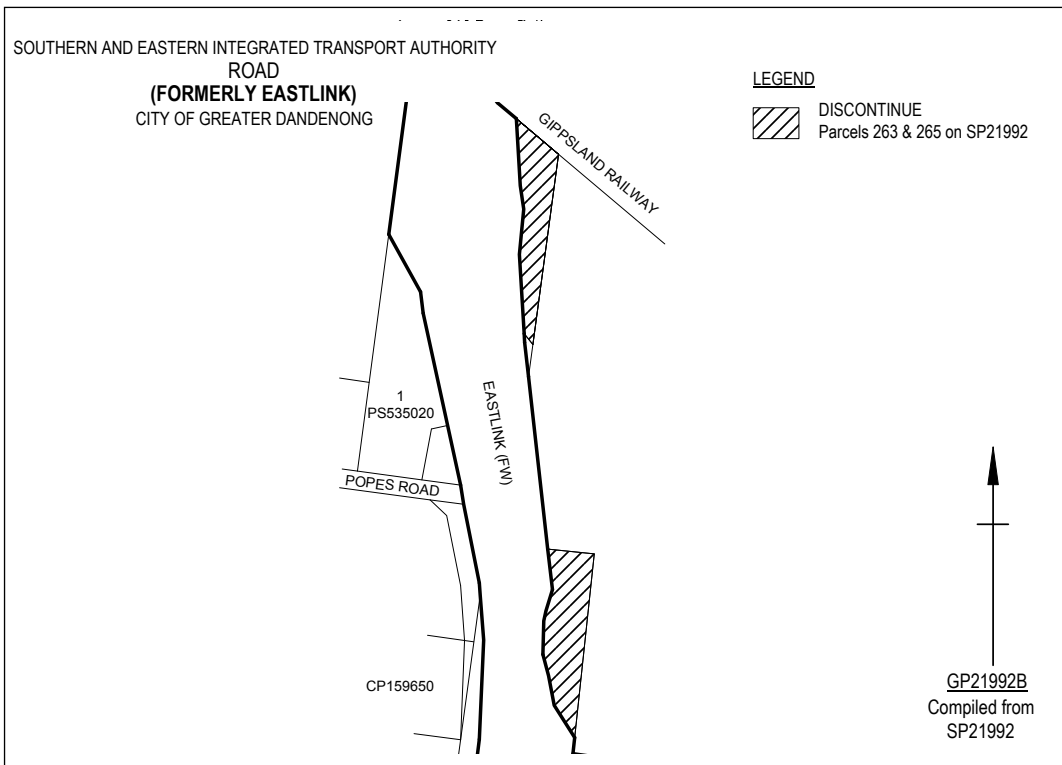 SOUTHERN AND EASTERN INTEGRATED TRANSPORT AUTHORITY
ROAD
(FORMERLY EASTLINK)
CITY OF GREATER DANDENONG
LEGEND
DISCONTINUE
Parcels 263 & 265 on SP21992
GIPPSLAND RAILWAY
1
PS535020
EASTLINK (FW)
POPES ROAD
CP159650
GP21992B
Compiled from
SP21992